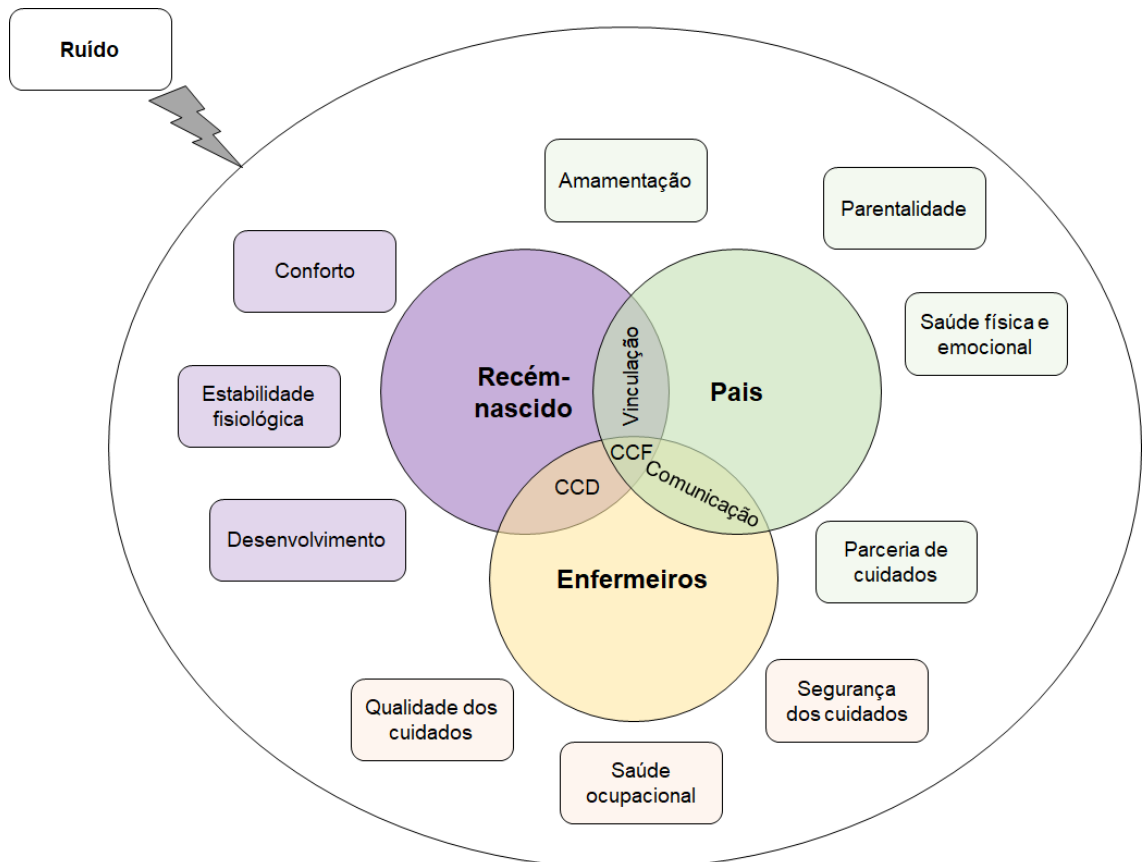 Ruído
Amamentação
Parentalidade
Conforto
Saúde física e
emocional
Vinculação
Recém-
nascido
Pais
Estabilidade
fisiológica
CCF
CCD
Comunicação
Desenvolvimento
Parceria de
cuidados
Enfermeiros
Segurança
dos cuidados
Qualidade dos
cuidados
Saúde
ocupacional